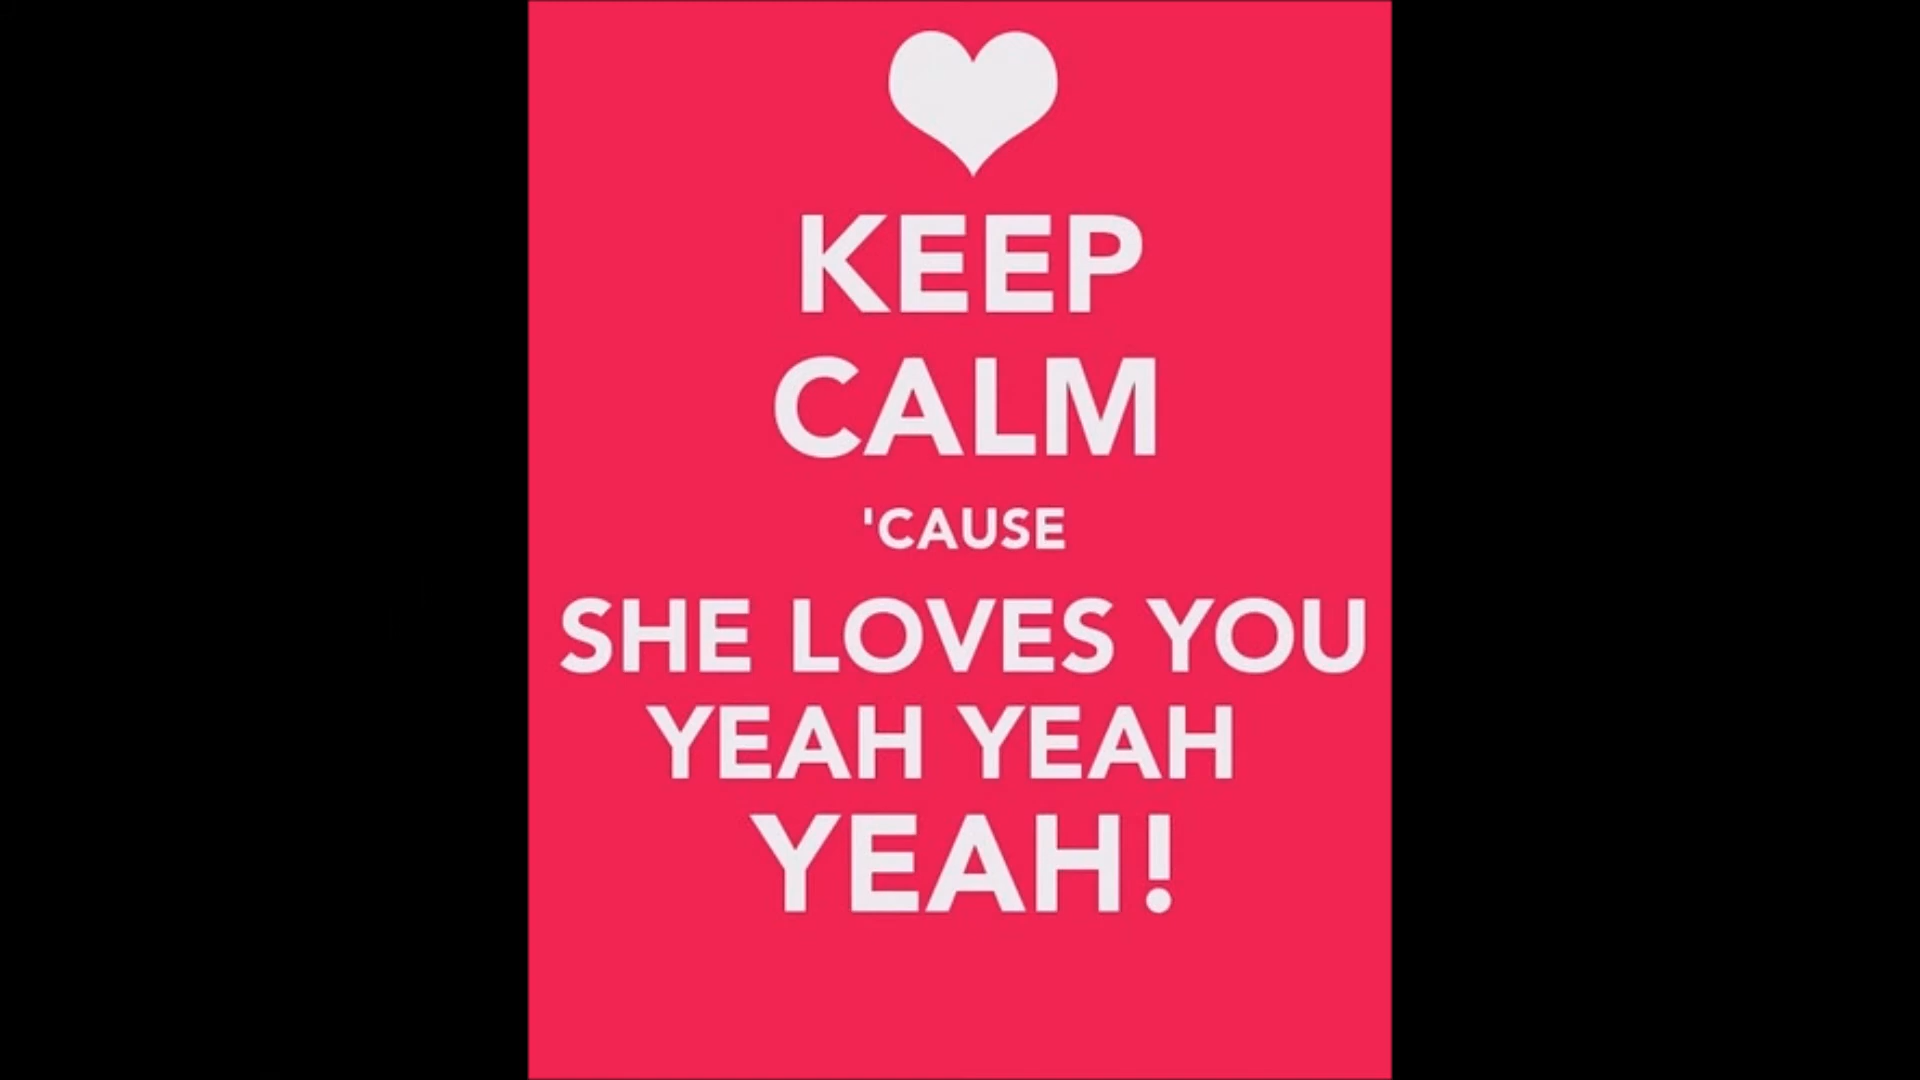 KEEP
CALM
'CAUSE
SHE LOVES YOU
YEAH YEAH
YEAH!